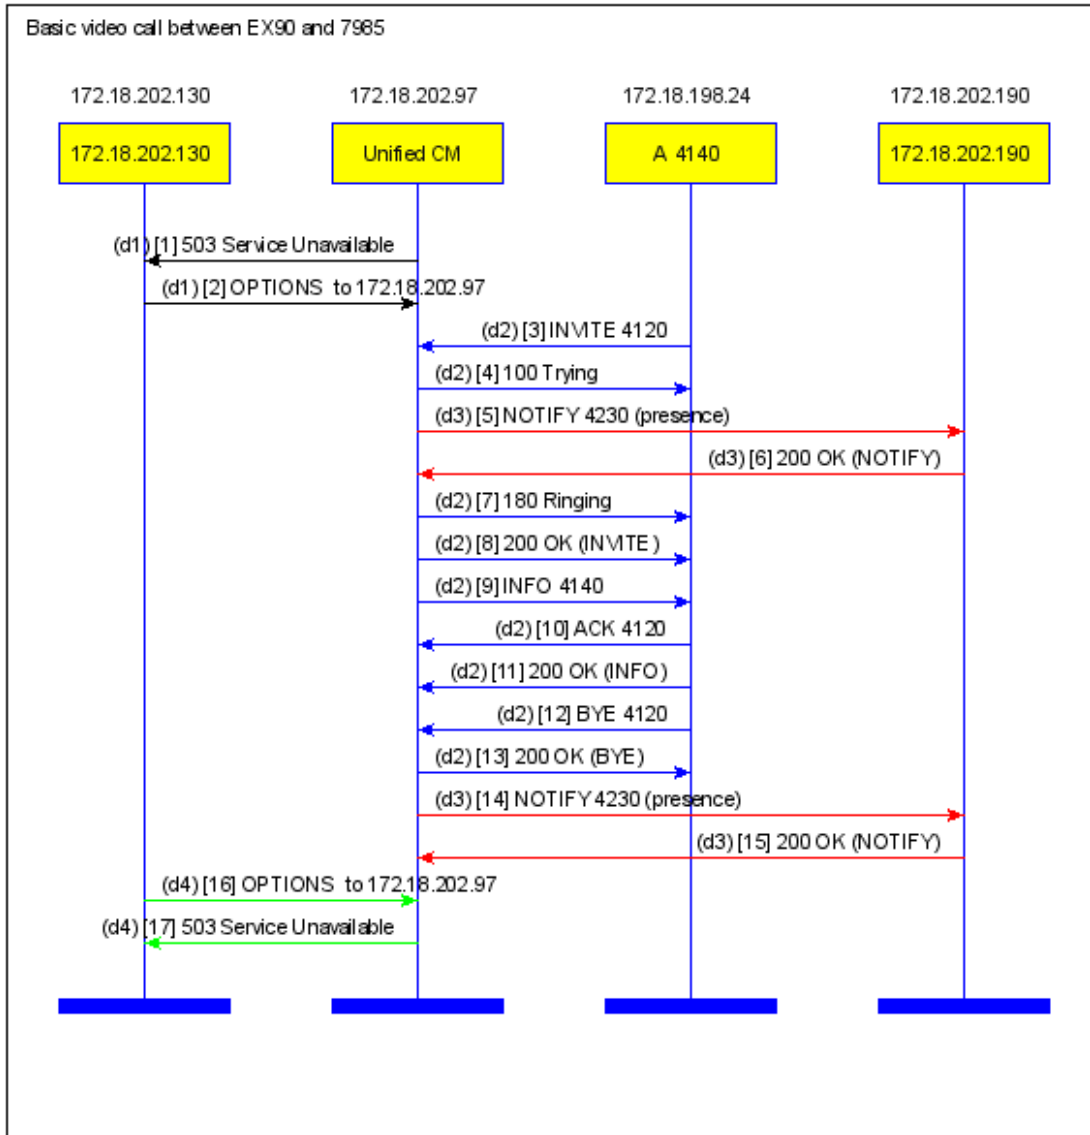 Basic video call between EX90 and 7985
172.18.202.130 172.18.202.97 172.18.198.24 172.18.202.190
172.18.202.130 Unified CM A 4140 172.18.202.190
(d1) [1] 503 Service Unavailable
(d1) [2] OPTIONS to 172.18.202.97
(d2) [3] INVITE 4120
(d2) [4] 100 Trying
(d3) [5] NOTIFY 4230 (presence)
(d3) [6] 200 OK (NOTIFY)
(d2) [7] 180 Ringing
(d2) [8] 200 OK (INVITE)
(d2) [9] INFO 4140
(d2) [10] ACK 4120
(d2) [11] 200 OK (INFO)
(d2) [12] BYE 4120
(d2) [13] 200 OK (BYE)
(d3) [14] NOTIFY 4230 (presence)
(d3) [15] 200 OK (NOTIFY)
(d4) [16] OPTIONS to 172.18.202.97
(d4) [17] 503 Service Unavailable